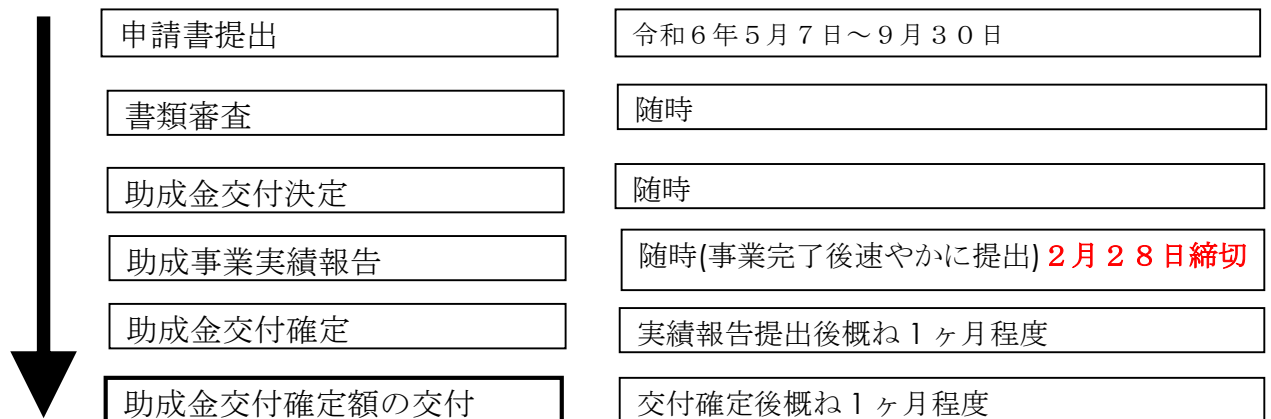 申請書提出
令和６年５月７日～９月３０日
書類審査
随時
助成金交付決定
随時
助成事業実績報告
随時(事業完了後速やかに提出)２月２８日締切
助成金交付確定
実績報告提出後概ね１ヶ月程度
助成金交付確定額の交付
交付確定後概ね１ヶ月程度